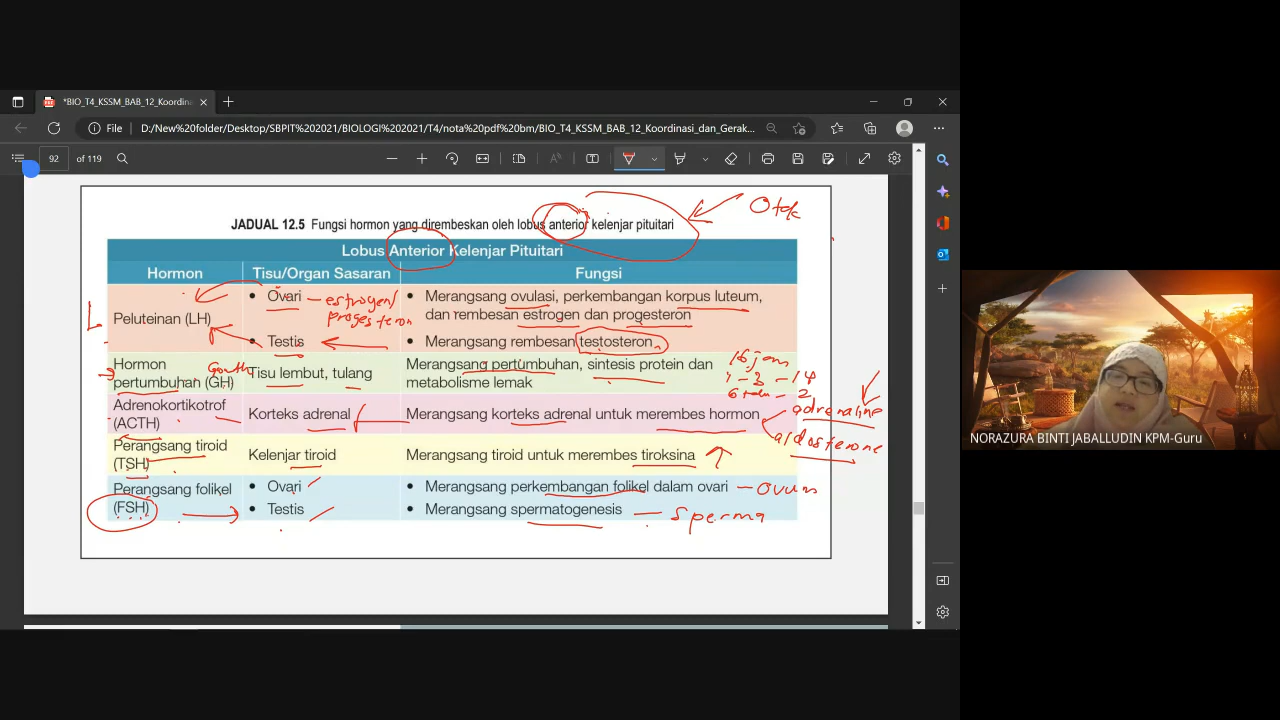 *BIO_T4_KSSM_BAB_12_Koordina
File
D:/New%20folder/Desktop/SBPIT%202021/BIOLOGI%202021/T4/nota%20pdf%20bm/BIO_T4_KSSM_BAB_12_Koordinasi_dan_Gerak...
92 of 119
Otak
JADUAL 12.5 Fungsi hormon yang dirembeskan oleh lobus anterior kelenjar pituitari
Lobus Anterior Kelenjar Pituitari
Hormon Tisu/Organ Sasaran Fungsi
Peluteinan (LH)
• Ovari – estrogen/
progesteron
• Merangsang ovulasi, perkembangan korpus luteum,
dan rembesan estrogen dan progesteron
• Testis
• Merangsang rembesan testosteron
Hormon
pertumbuhan (GH)
Tisu lembut, tulang
Merangsang pertumbuhan, sintesis protein dan
metabolisme lemak
16 jam
1 - 3 - 14
2
Adrenokortikotrof
(ACTH)
Korteks adrenal
Merangsang korteks adrenal untuk merembes hormon
adrenaline
aldosterone
Perangsang tiroid
(TSH)
Kelenjar tiroid
Merangsang tiroid untuk merembes tiroksina
Perangsang folikel
(FSH)
• Ovari
• Merangsang perkembangan folikel dalam ovari – ovum
• Testis
• Merangsang spermatogenesis – sperma
NORAZURA BINTI JABALLUDIN KPM-Guru